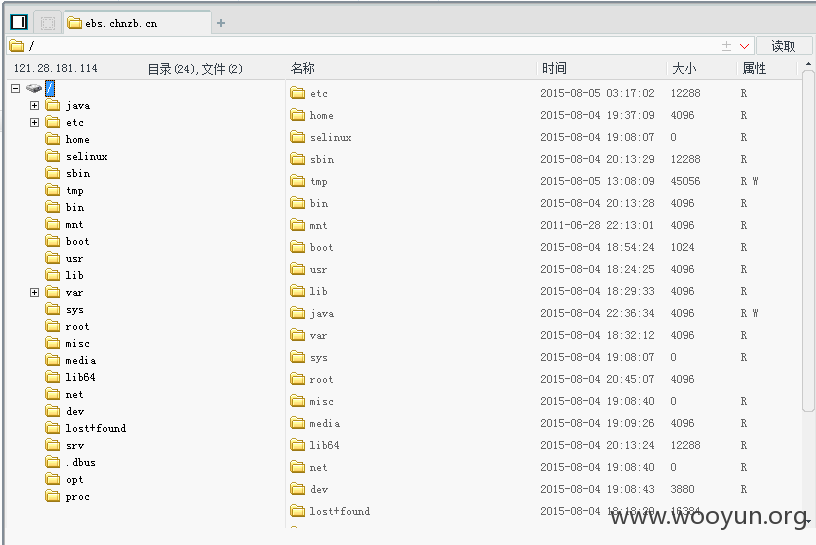 ebs.chnzb.cn
/
读取
121.28.181.114 目录(24),文件(2) 名称 时间 大小 属性
/
java
etc
home
selinux
sbin
tmp
bin
mnt
boot
usr
lib
var
sys
root
misc
media
lib64
net
dev
lost+found
srv
.dbus
opt
proc
etc 2015-08-05 03:17:02 12288 R
home 2015-08-04 19:37:09 4096 R
selinux 2015-08-04 19:08:07 0 R
sbin 2015-08-04 20:13:29 12288 R
tmp 2015-08-05 13:08:09 45056 R W
bin 2015-08-04 20:13:28 4096 R
mnt 2011-06-28 22:13:01 4096 R
boot 2015-08-04 18:54:24 1024 R
usr 2015-08-04 18:24:25 4096 R
lib 2015-08-04 18:29:33 4096 R
java 2015-08-04 22:36:34 4096 R W
var 2015-08-04 18:32:12 4096 R
sys 2015-08-04 19:08:07 0 R
root 2015-08-04 20:45:07 4096
misc 2015-08-04 19:08:40 0 R
media 2015-08-04 19:09:26 4096 R
lib64 2015-08-04 20:13:24 12288 R
net 2015-08-04 19:08:40 0 R
dev 2015-08-04 19:08:43 3880 R
lost+found 2015-08-04 16384
www.wooyun.org